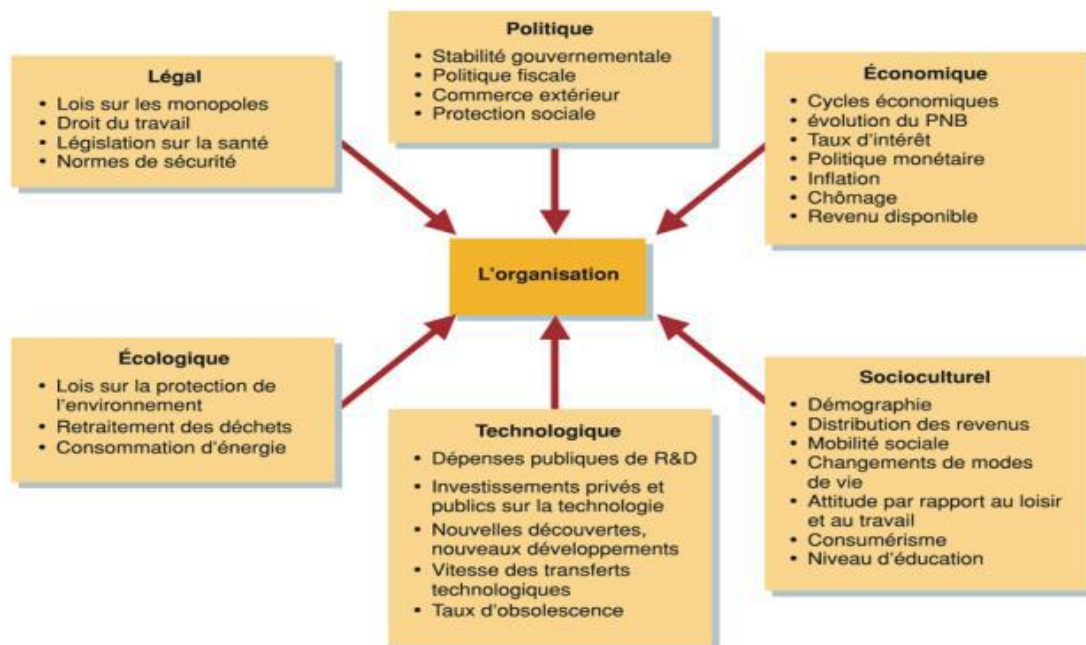 Politique
• Stabilité gouvernementale
• Politique fiscale
• Commerce extérieur
• Protection sociale
Légal
• Lois sur les monopoles
• Droit du travail
• Législation sur la santé
• Normes de sécurité
Économique
• Cycles économiques
• évolution du PNB
• Taux d'intérêt
• Politique monétaire
• Inflation
• Chômage
• Revenu disponible
L'organisation
Écologique
• Lois sur la protection de
l'environnement
• Retraitement des déchets
• Consommation d'énergie
Technologique
• Dépenses publiques de R&D
• Investissements privés et
publics sur la technologie
• Nouvelles découvertes,
nouveaux développements
• Vitesse des transferts
technologiques
• Taux d'obsolescence
Socioculturel
• Démographie
• Distribution des revenus
• Mobilité sociale
• Changements de modes
de vie
• Attitude par rapport au loisir
et au travail
• Consumérisme
• Niveau d'éducation